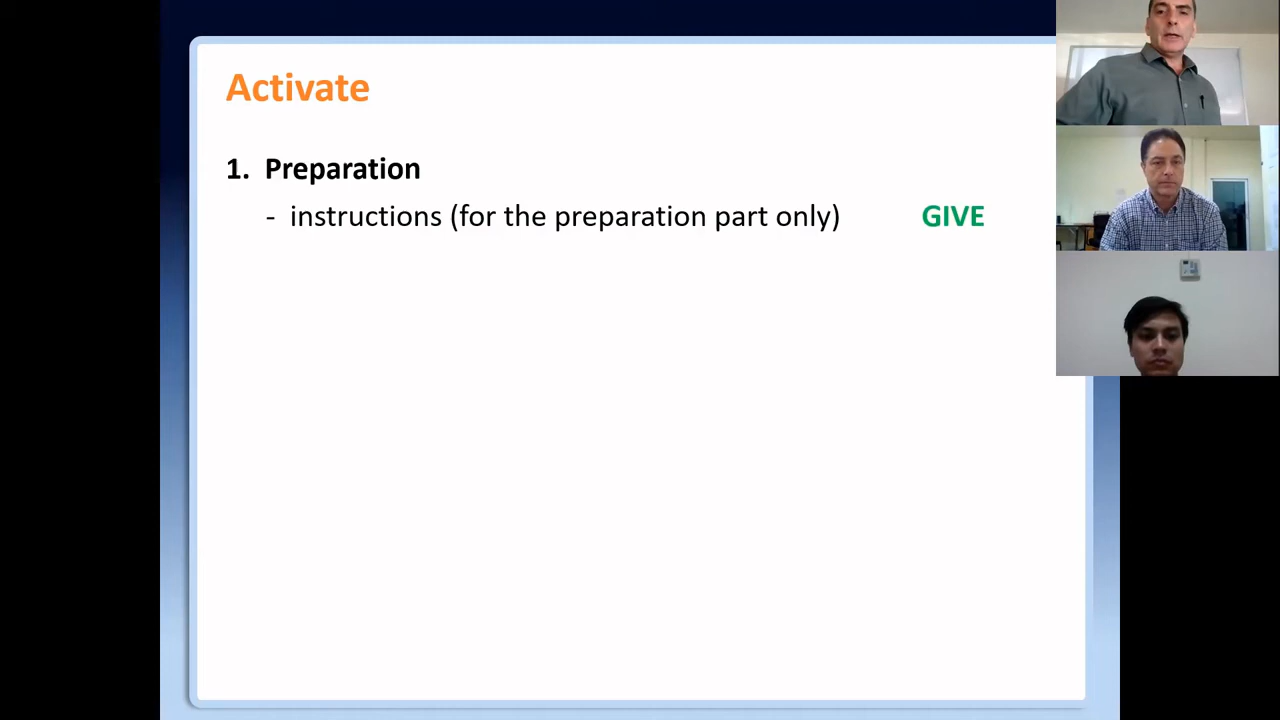 Activate
1. Preparation
- instructions (for the preparation part only) GIVE